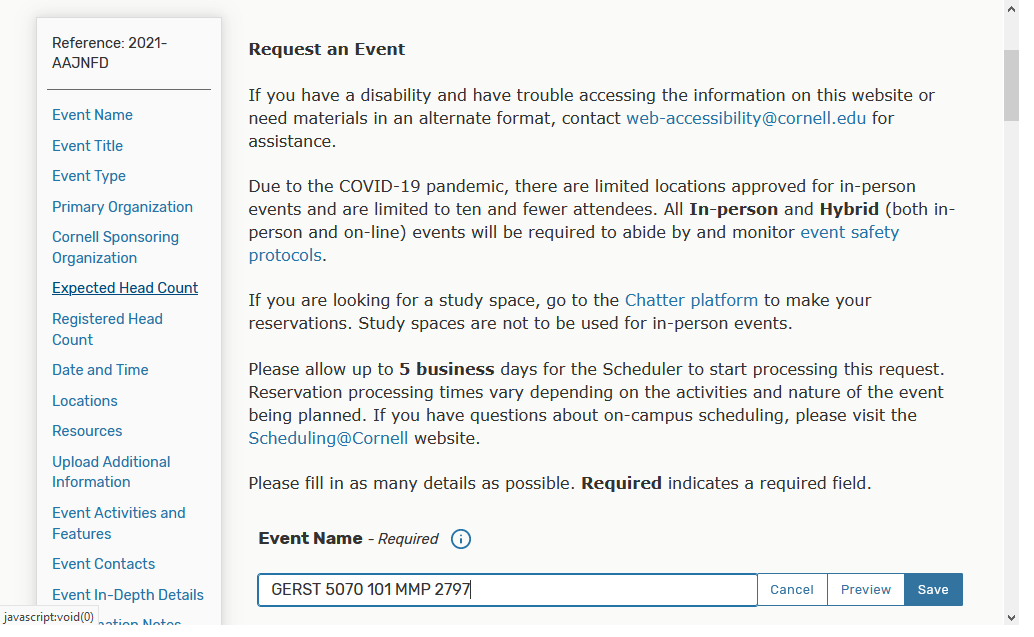 Reference: 2021-
AAJNFD
Event Name
Event Title
Event Type
Primary Organization
Cornell Sponsoring
Organization
Expected Head Count
Registered Head
Count
Date and Time
Locations
Resources
Upload Additional
Information
Event Activities and
Features
Event Contacts
Event In-Depth Details
Notes
javascript:void(0)
Request an Event
If you have a disability and have trouble accessing the information on this website or
need materials in an alternate format, contact web-accessibility@cornell.edu for
assistance.
Due to the COVID-19 pandemic, there are limited locations approved for in-person
events and are limited to ten and fewer attendees. All In-person and Hybrid (both in-
person and on-line) events will be required to abide by and monitor event safety
protocols.
If you are looking for a study space, go to the Chatter platform to make your
reservations. Study spaces are not to be used for in-person events.
Please allow up to 5 business days for the Scheduler to start processing this request.
Reservation processing times vary depending on the activities and nature of the event
being planned. If you have questions about on-campus scheduling, please visit the
Scheduling@Cornell website.
Please fill in as many details as possible. Required indicates a required field.
Event Name - Required
GERST 5070 101 MMP 2797 Cancel Preview Save